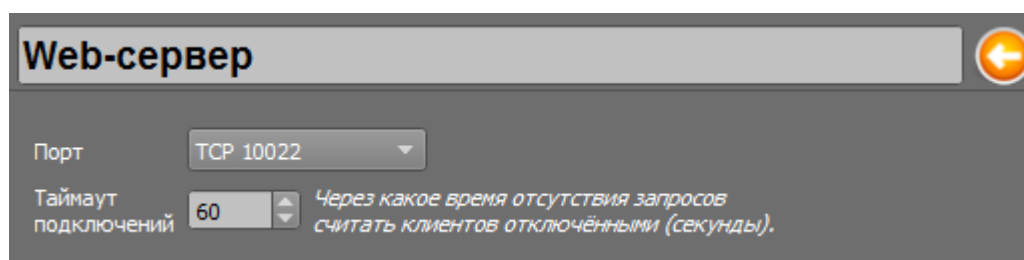 Web-сервер
Порт
TCP 10022
Таймаут
подключений
60
Через какое время отсутствия запросов
считать клиентов отключёнными (секунды).